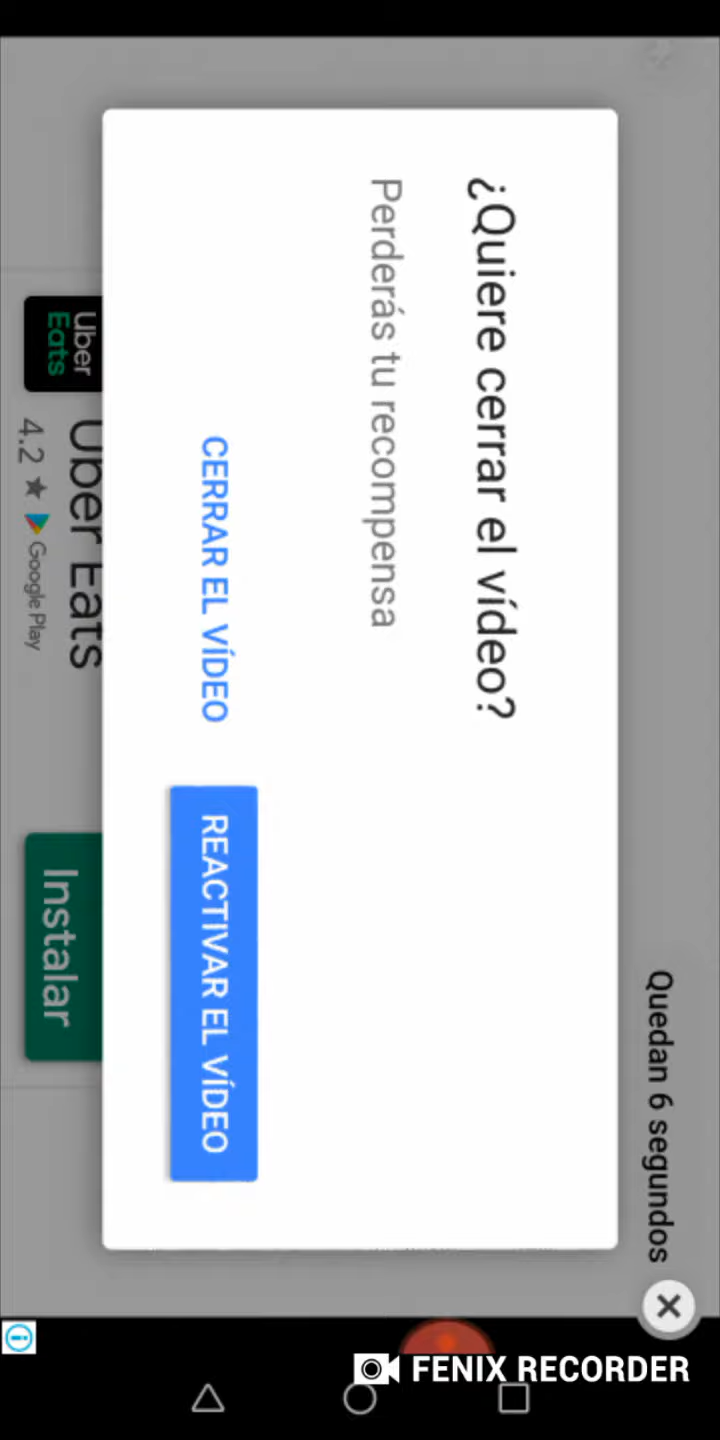 Quedan 6 segundos
¿Quiere cerrar el vídeo?
Perderás tu recompensa
CERRAR EL VÍDEO
REACTIVAR EL VÍDEO
Uber
Eats
Uber Eats
4.2 ★ Google Play
Instalar
FENIX RECORDER